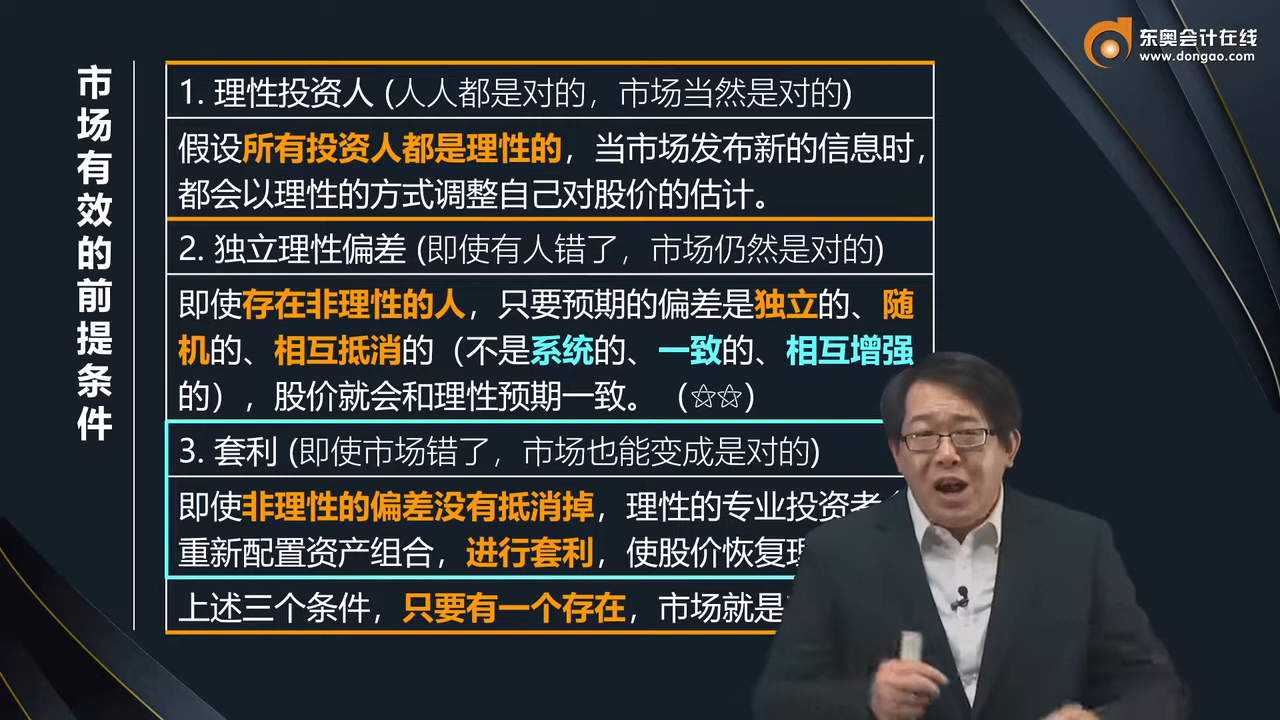 东奥会计在线
www.dongao.com
市场有效的前提条件
1. 理性投资人 (人人都是对的，市场当然是对的)
假设所有投资人都是理性的，当市场发布新的信息时，
都会以理性的方式调整自己对股价的估计。
2. 独立理性偏差 (即使有人错了，市场仍然是对的)
即使存在非理性的人，只要预期的偏差是独立的、随
机的、相互抵消的（不是系统的、一致的、相互增强
的），股价就会和理性预期一致。（☆☆）
3. 套利 (即使市场错了，市场也能变成是对的)
即使非理性的偏差没有抵消掉，理性的专业投资者
重新配置资产组合，进行套利，使股价恢复
上述三个条件，只要有一个存在，市场就是